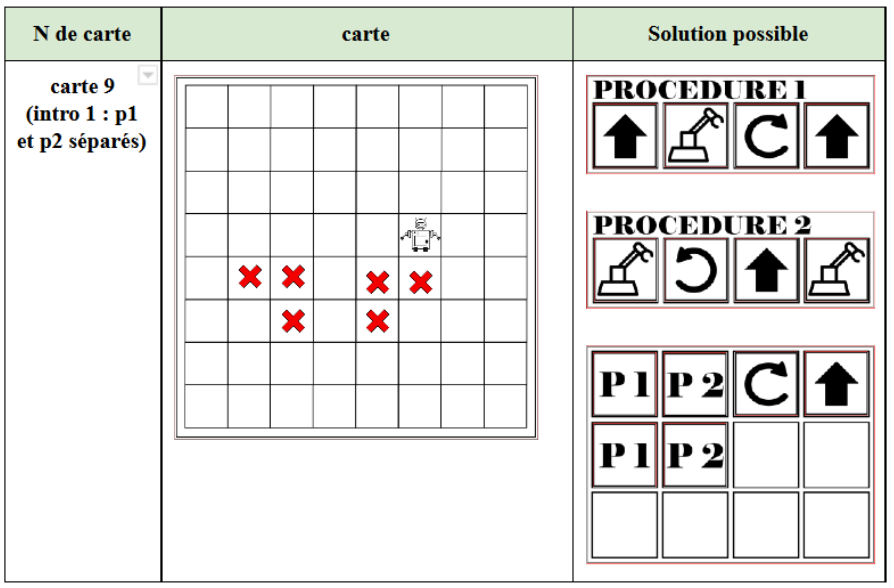 N de carte
carte
Solution possible
carte 9
(intro 1 : p1
et p2 séparés)
PROCEDURE 1
PROCEDURE 2
P 1 P 2
P 1 P 2